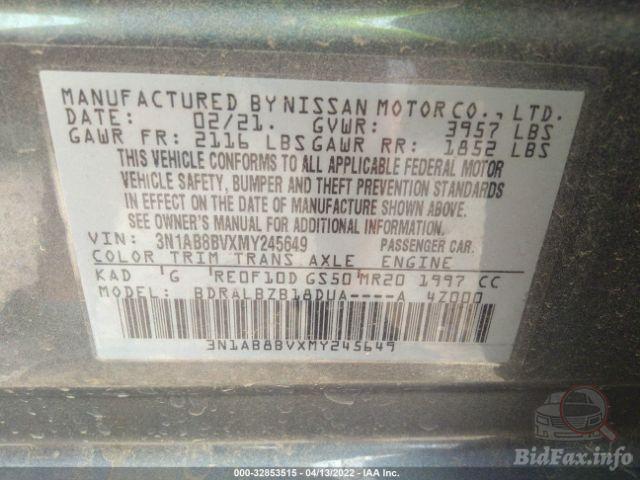 MANUFACTURED BY NISSAN MOTOR CO., LTD.
DATE: 02/21. GVWR: 3957 LBS
GAWR FR: 2116 LBS GAWR RR: 1852 LBS
THIS VEHICLE CONFORMS TO ALL APPLICABLE FEDERAL MOTOR
VEHICLE SAFETY, BUMPER AND THEFT PREVENTION STANDARDS
IN EFFECT ON THE DATE OF MANUFACTURE SHOWN ABOVE.
SEE OWNER'S MANUAL FOR ADDITIONAL INFORMATION.
VIN: 3N1AB8BVXMY245649 PASSENGER CAR.
COLOR TRIM TRANS AXLE ENGINE
KAD G RE0F10D GS50 MR20 1997 CC
MODEL: BDRALBZB18DUA----A 4Z000
3N1AB8BVXMY245649
BidFax.info
000-32853515 - 04/13/2022 - IAA Inc.